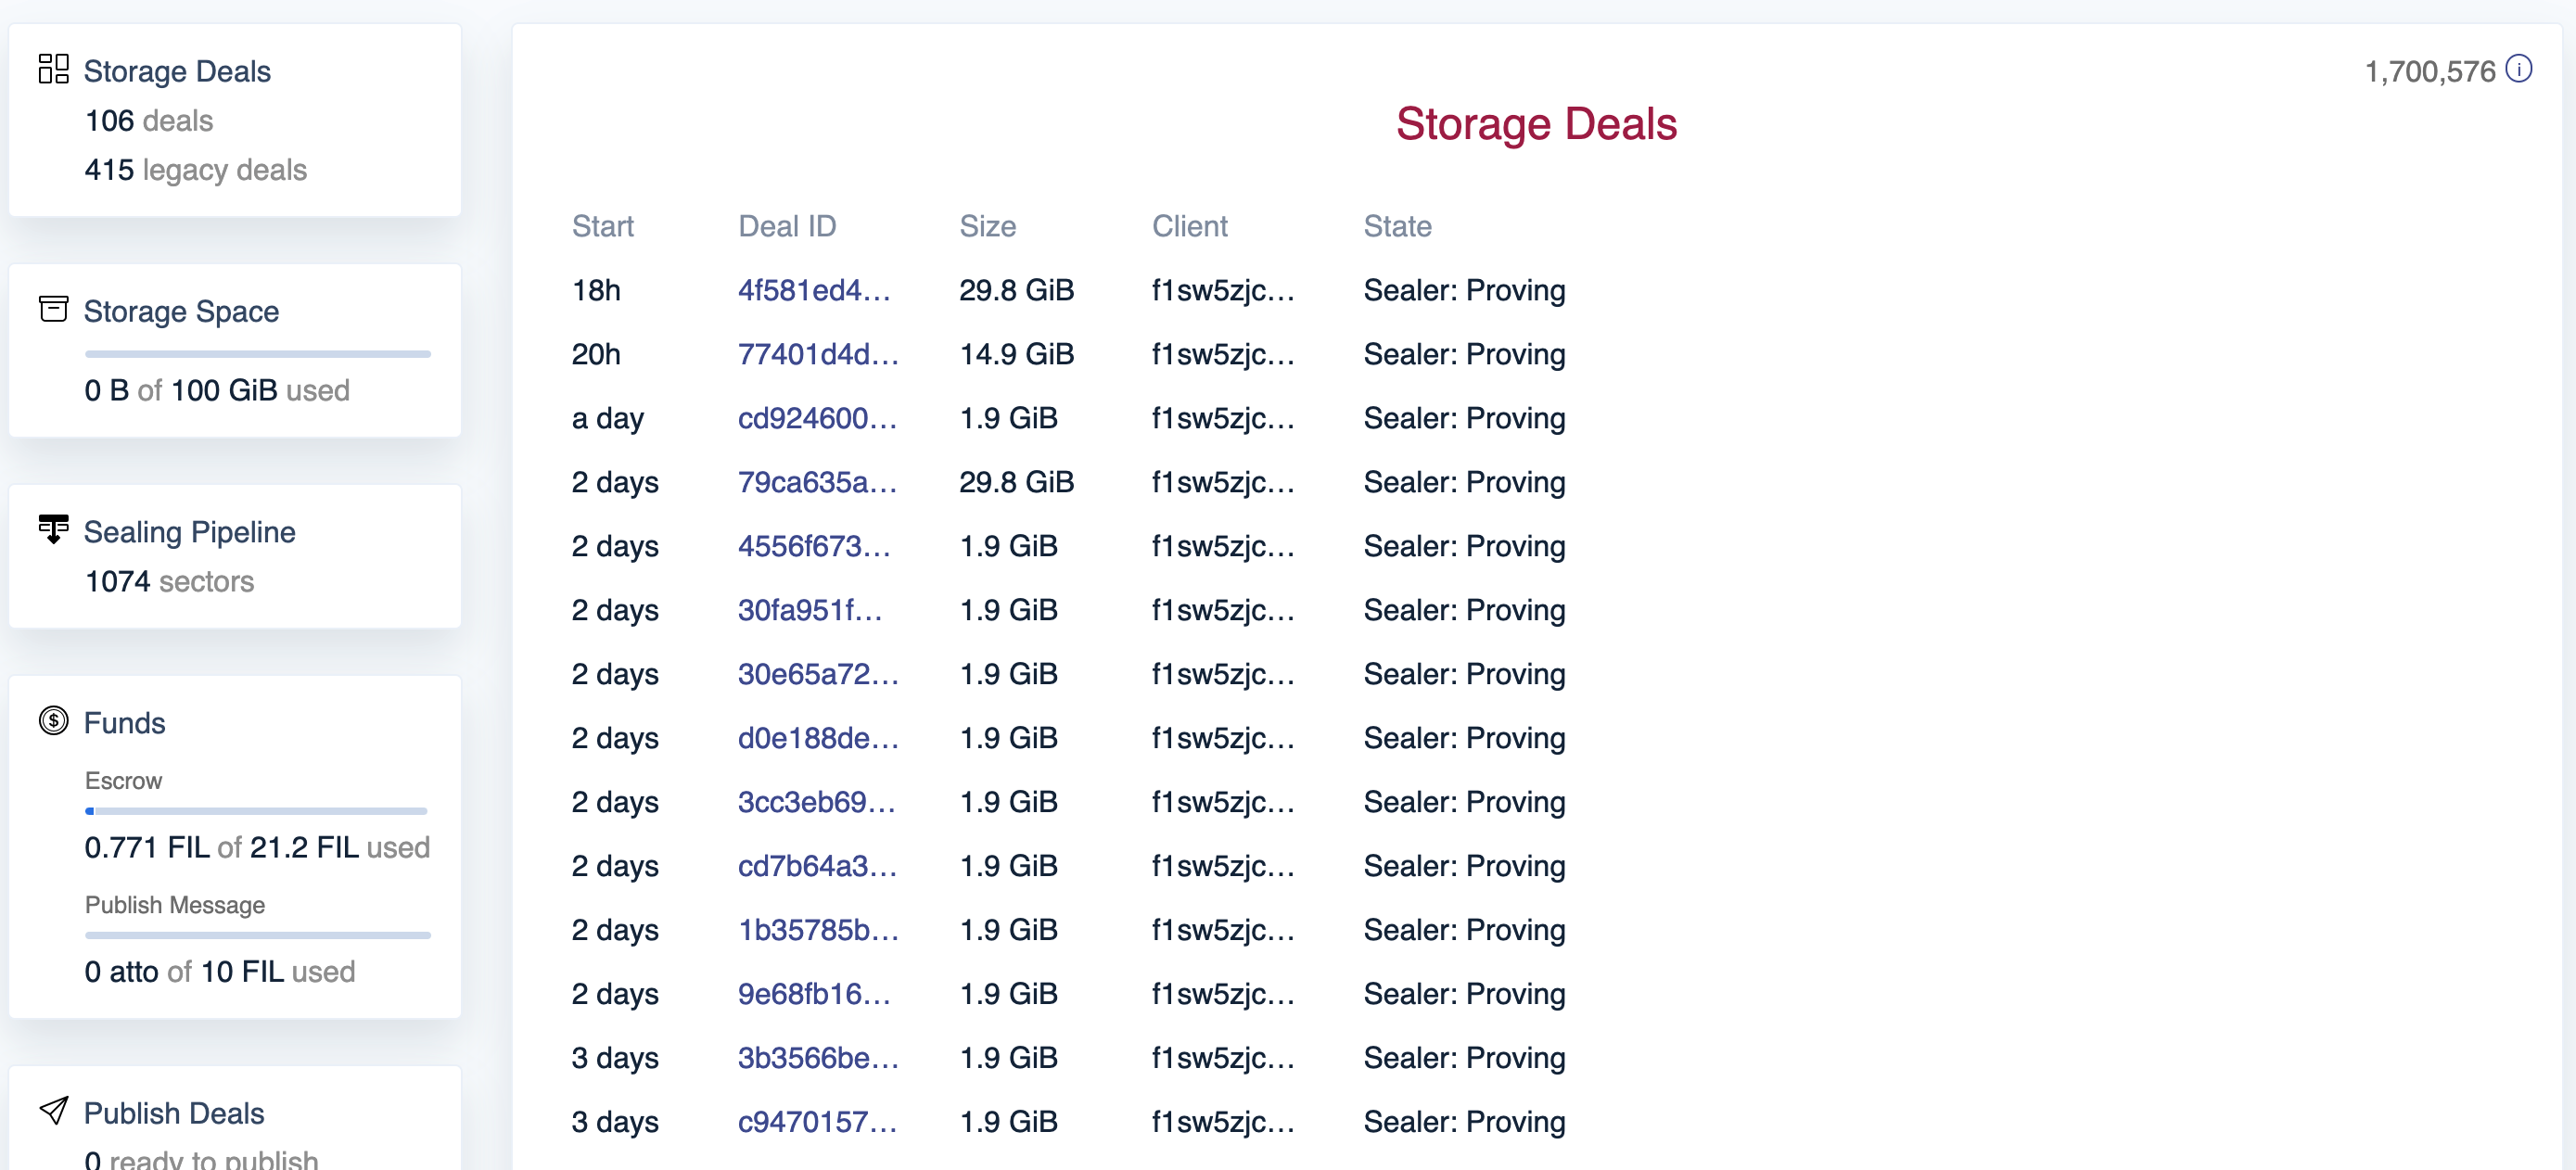 Storage Deals
106 deals
415 legacy deals
Storage Space
0 B of 100 GiB used
Sealing Pipeline
1074 sectors
Funds
Escrow
0.771 FIL of 21.2 FIL used
Publish Message
0 atto of 10 FIL used
Publish Deals
0 ready to publish
1,700,576
Storage Deals
Start Deal ID Size Client State
18h 4f581ed4… 29.8 GiB f1sw5zjc… Sealer: Proving
20h 77401d4d… 14.9 GiB f1sw5zjc… Sealer: Proving
a day cd924600… 1.9 GiB f1sw5zjc… Sealer: Proving
2 days 79ca635a… 29.8 GiB f1sw5zjc… Sealer: Proving
2 days 4556f673… 1.9 GiB f1sw5zjc… Sealer: Proving
2 days 30fa951f… 1.9 GiB f1sw5zjc… Sealer: Proving
2 days 30e65a72… 1.9 GiB f1sw5zjc… Sealer: Proving
2 days d0e188de… 1.9 GiB f1sw5zjc… Sealer: Proving
2 days 3cc3eb69… 1.9 GiB f1sw5zjc… Sealer: Proving
2 days cd7b64a3… 1.9 GiB f1sw5zjc… Sealer: Proving
2 days 1b35785b… 1.9 GiB f1sw5zjc… Sealer: Proving
2 days 9e68fb16… 1.9 GiB f1sw5zjc… Sealer: Proving
3 days 3b3566be… 1.9 GiB f1sw5zjc… Sealer: Proving
3 days c9470157… 1.9 GiB f1sw5zjc… Sealer: Proving